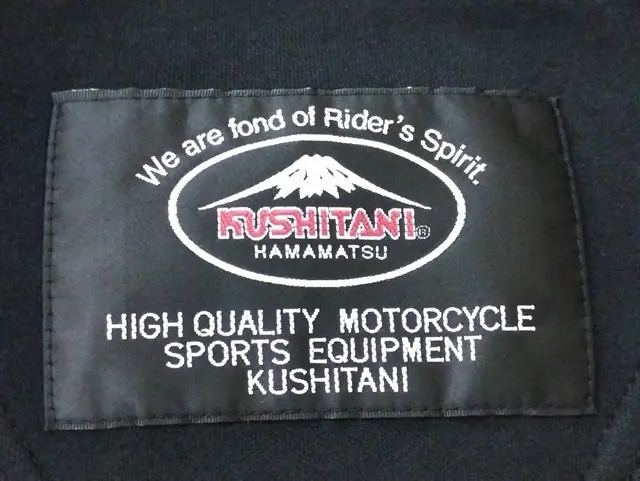 We are fond of Rider's Spirit.
KUSHITANI®
HAMAMATSU
HIGH QUALITY MOTORCYCLE
SPORTS EQUIPMENT
KUSHITANI